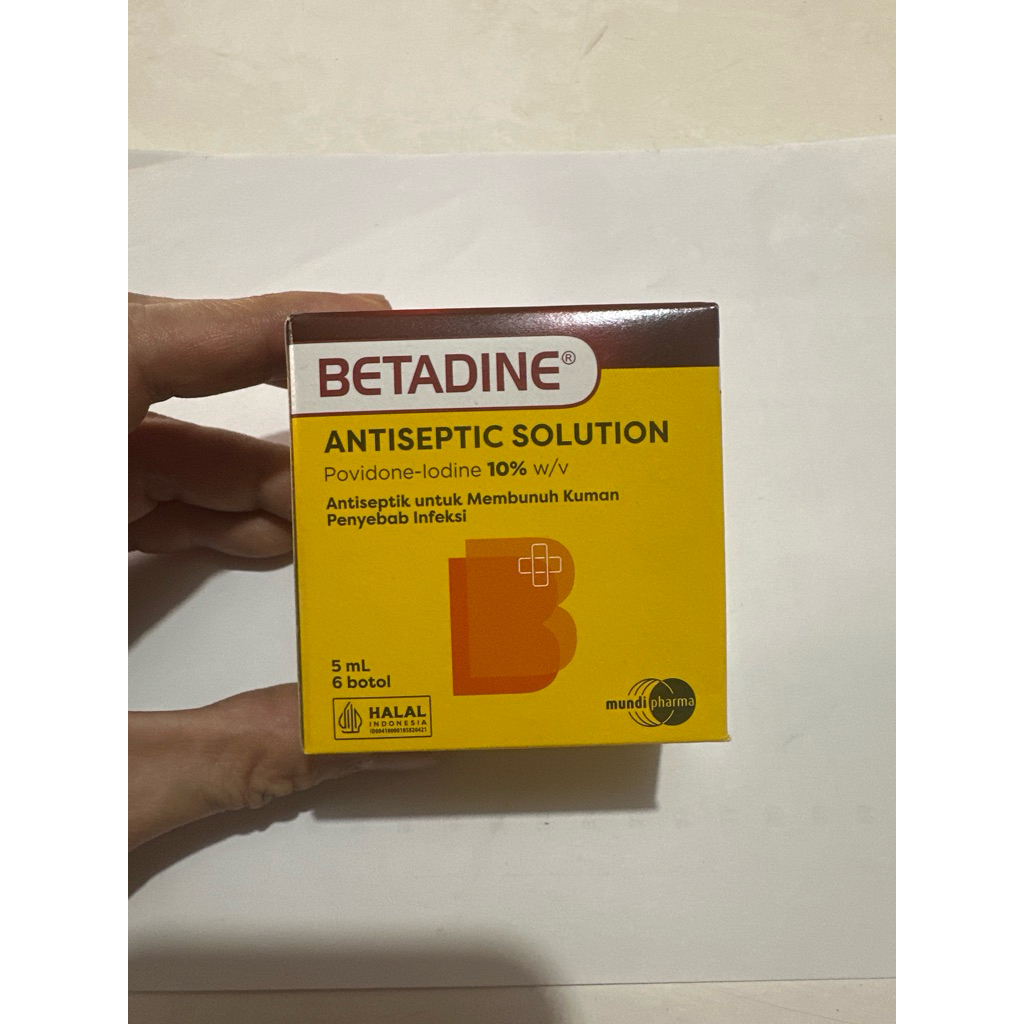 BETADINE®
ANTISEPTIC SOLUTION
Povidone-Iodine 10% w/v
Antiseptik untuk Membunuh Kuman
Penyebab Infeksi
5 mL
6 botol
HALAL
INDONESIA
mundipharma